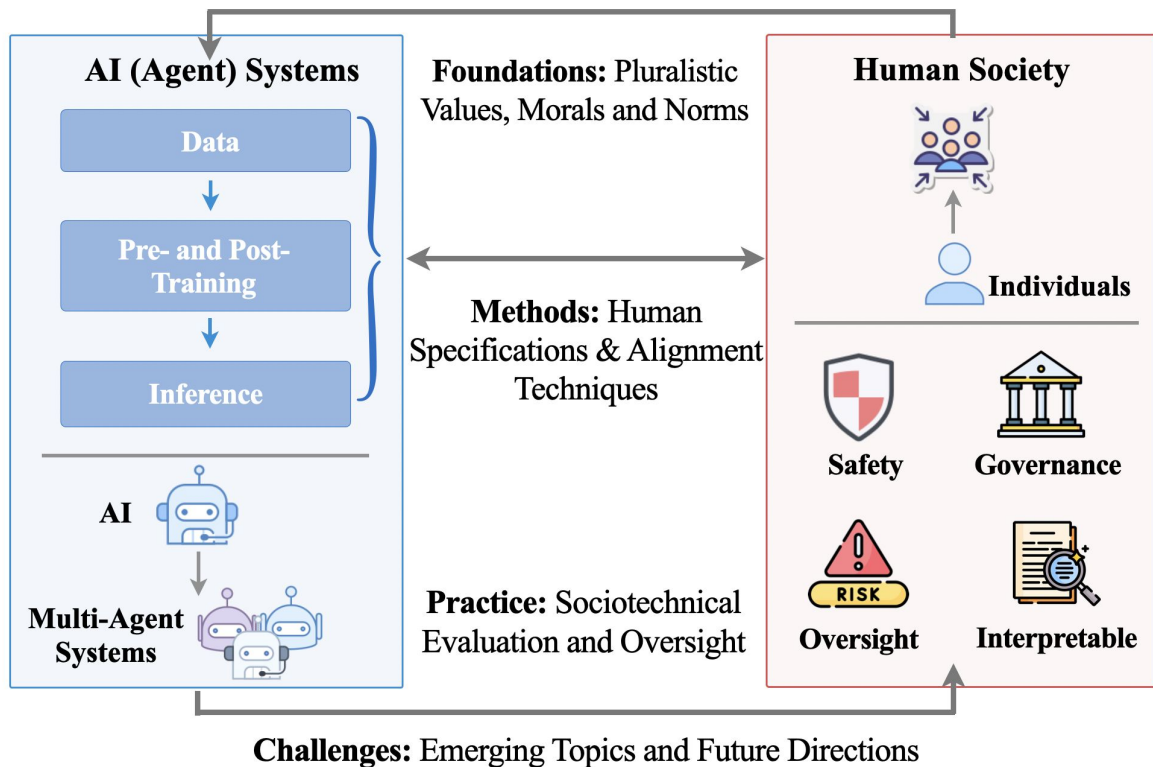 AI (Agent) Systems
Data
Pre- and Post-
Training
Inference
AI
Multi-Agent
Systems
Foundations: Pluralistic
Values, Morals and Norms
Methods: Human
Specifications & Alignment
Techniques
Practice: Sociotechnical
Evaluation and Oversight
Human Society
Individuals
Safety
Governance
RISK
Oversight
Interpretable
Challenges: Emerging Topics and Future Directions